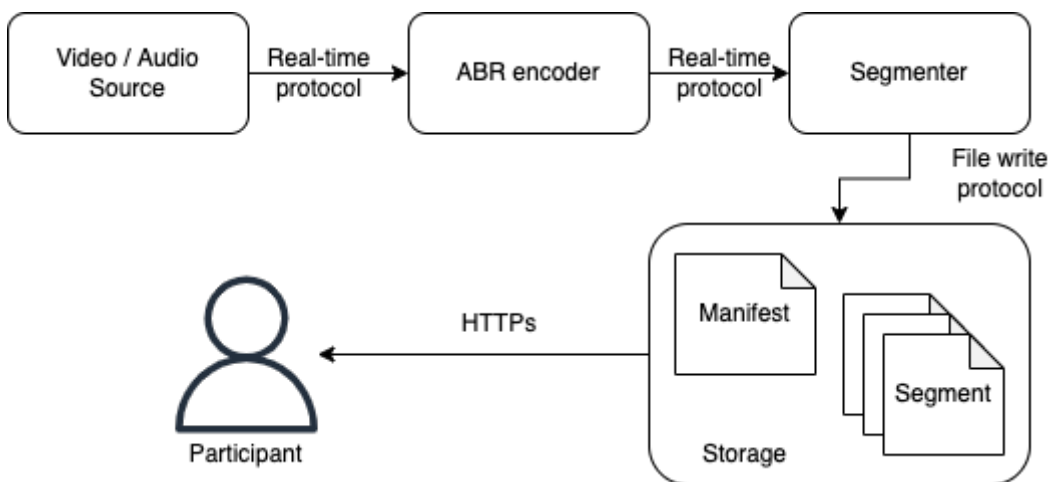 Video / Audio
Source
Real-time
protocol
ABR encoder
Real-time
protocol
Segmenter
File write
protocol
Manifest
Segment
Storage
HTTPs
Participant